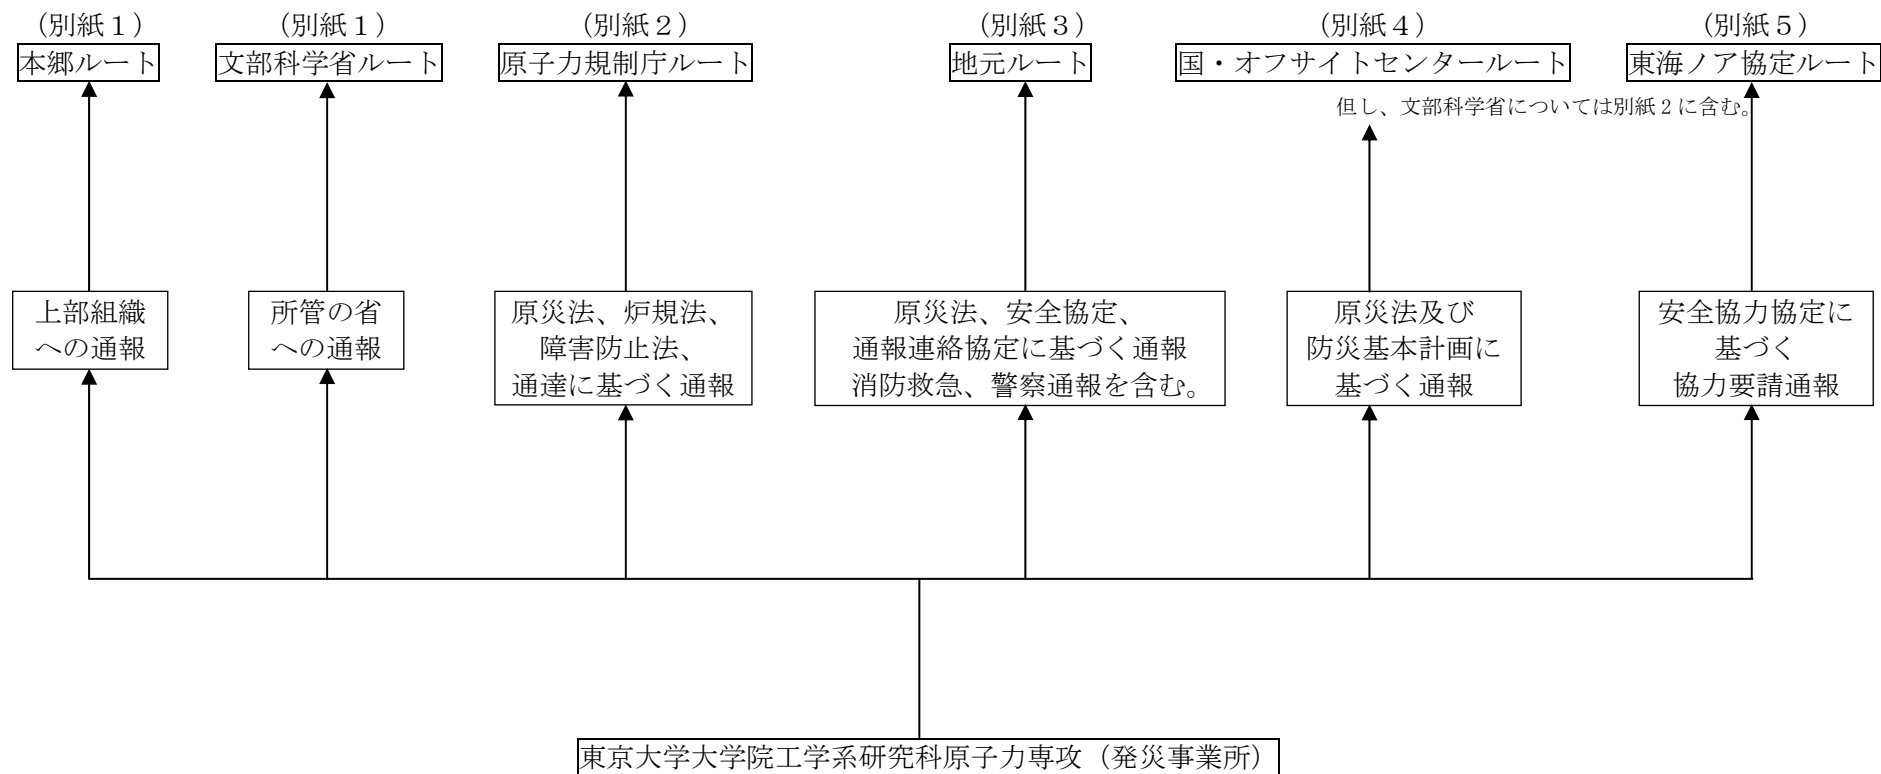 （別紙１）
本郷ルート
（別紙１）
文部科学省ルート
（別紙２）
原子力規制庁ルート
（別紙３）
地元ルート
（別紙４）
国・オフサイトセンタールート
但し、文部科学省については別紙２に含む。
（別紙５）
東海ノア協定ルート
上部組織
への通報
所管の省
への通報
原災法、炉規法、
障害防止法、
通達に基づく通報
原災法、安全協定、
通報連絡協定に基づく通報
消防救急、警察通報を含む。
原災法及び
防災基本計画に
基づく通報
安全協力協定に
基づく
協力要請通報
東京大学大学院工学系研究科原子力専攻（発災事業所）